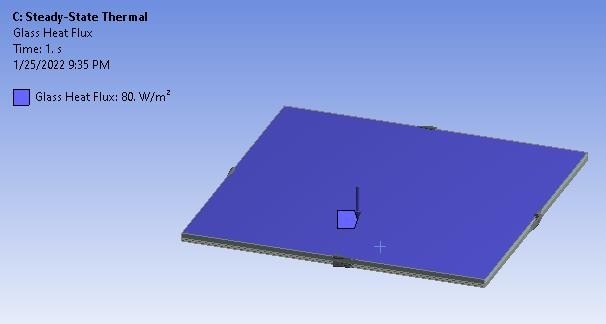 C: Steady-State Thermal
Glass Heat Flux
Time: 1. s
1/25/2022 9:35 PM
Glass Heat Flux: 80. W/m²